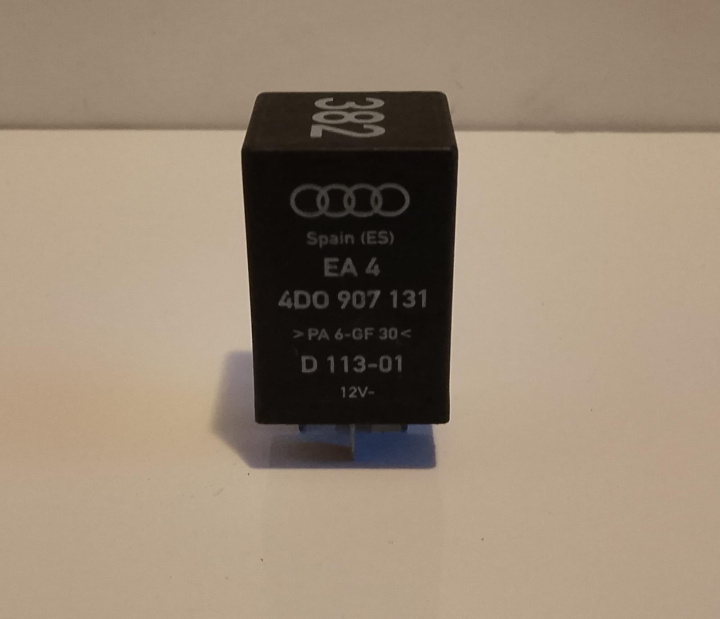 382
Spain (ES)
EA 4
4D0 907 131
>PA 6-GF 30<
D 113-01
12V-